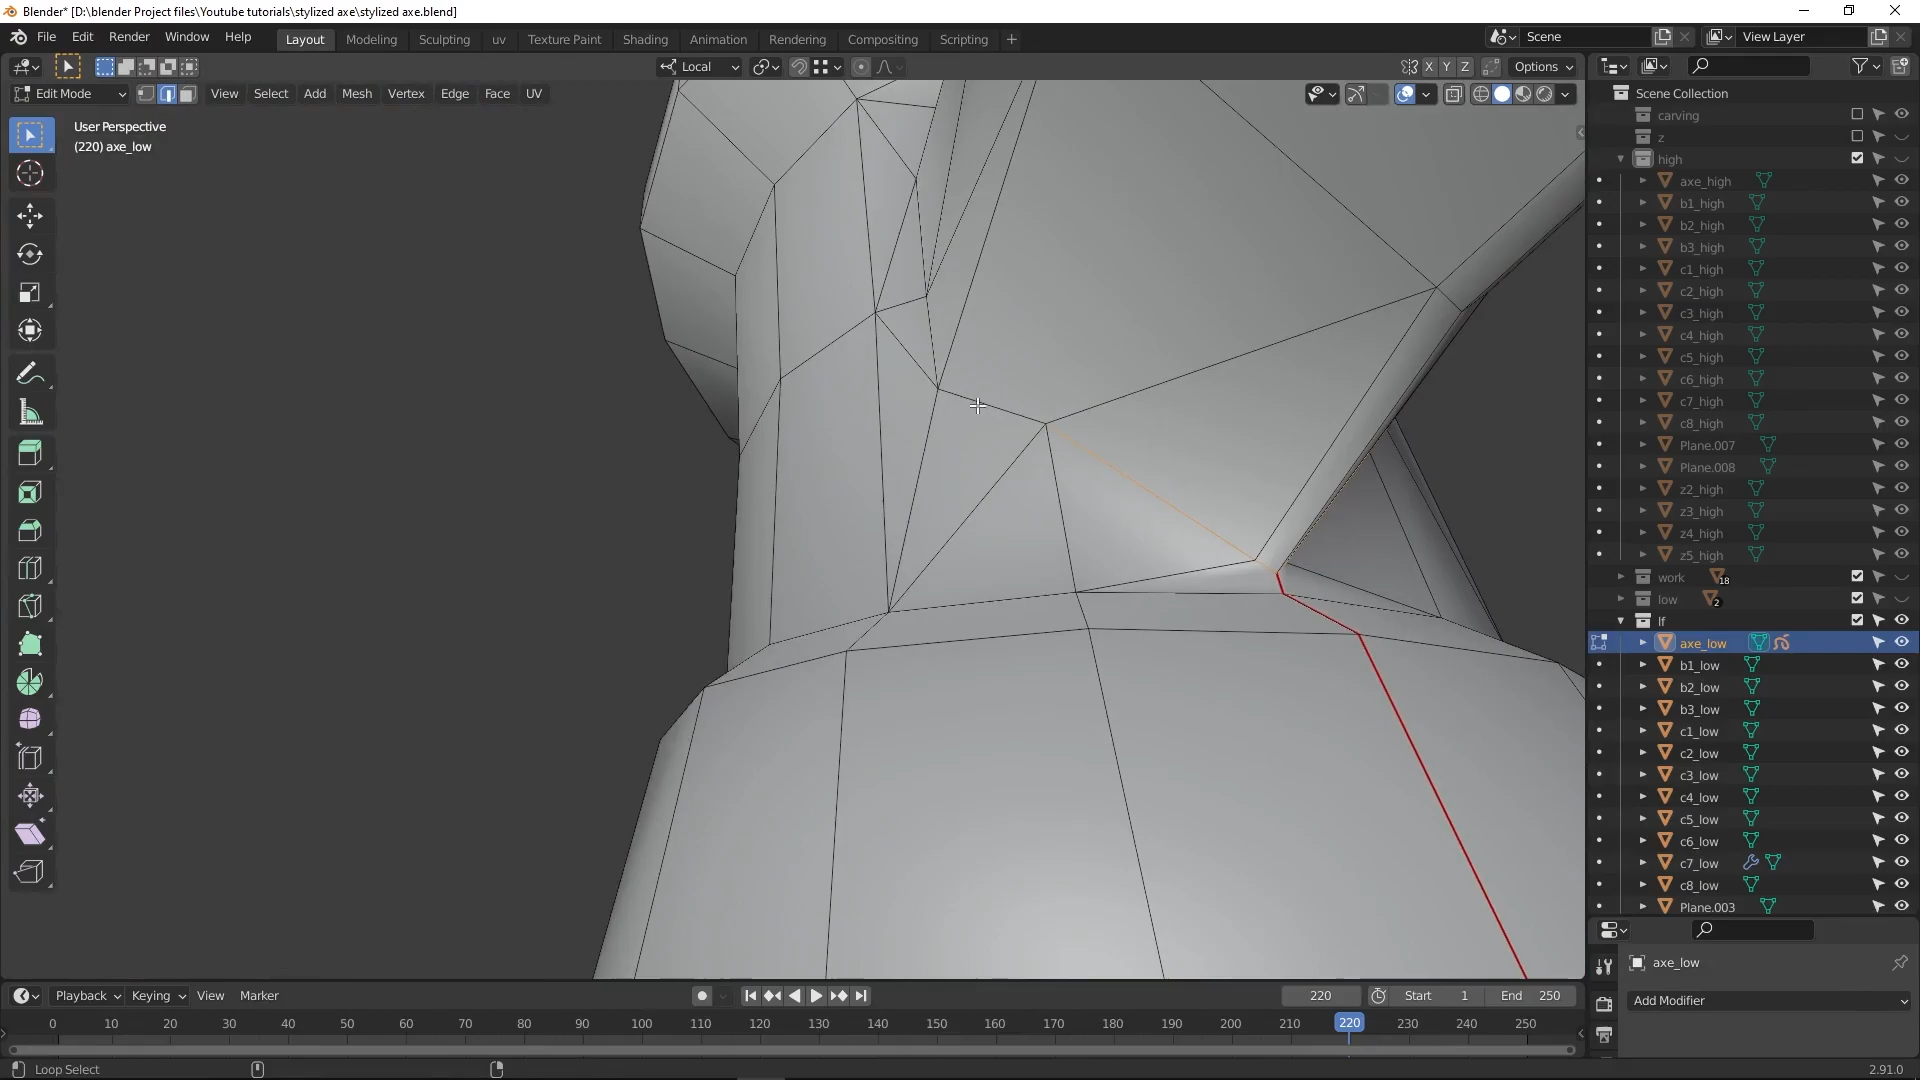 Blender* [D:\blender Project files\Youtube tutorials\stylized axe\stylized axe.blend]
File Edit Render Window Help Layout Modeling Sculpting uv Texture Paint Shading Animation Rendering Compositing Scripting + Scene View Layer
Local X Y Z Options
Edit Mode View Select Add Mesh Vertex Edge Face UV
Scene Collection
User Perspective
(220) axe_low
carving
z
high
axe_high
b1_high
b2_high
b3_high
c1_high
c2_high
c3_high
c4_high
c5_high
c6_high
c7_high
c8_high
Plane.007
Plane.008
z2_high
z3_high
z4_high
z5_high
work 18
low 2
lf
axe_low
b1_low
b2_low
b3_low
c1_low
c2_low
c3_low
c4_low
c5_low
c6_low
c7_low
c8_low
Plane.003
axe_low
Add Modifier
Playback Keying View Marker 220 Start 1 End 250
0 10 20 30 40 50 60 70 80 90 100 110 120 130 140 150 160 170 180 190 200 210 220 230 240 250
Loop Select 2.91.0